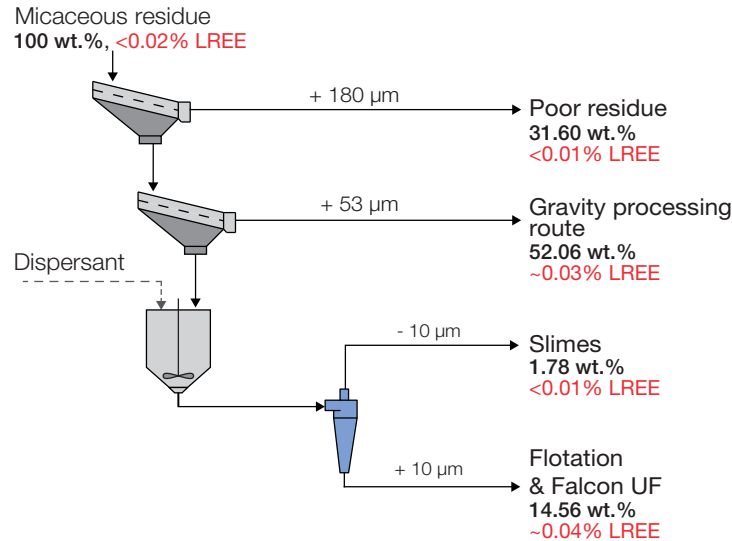 Micaceous residue
100 wt.%, <0.02% LREE
+ 180 µm
Poor residue
31.60 wt.%
<0.01% LREE
+ 53 µm
Gravity processing
route
52.06 wt.%
~0.03% LREE
Dispersant
- 10 µm
Slimes
1.78 wt.%
<0.01% LREE
+ 10 µm
Flotation
& Falcon UF
14.56 wt.%
~0.04% LREE